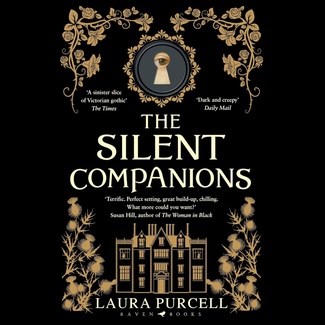 'A sinister slice
of Victorian gothic'
The Times
'Dark and creepy'
Daily Mail
THE
SILENT
COMPANIONS
'Terrific. Perfect setting, great build-up, chilling.
What more could you want?'
Susan Hill, author of The Woman in Black
LAURA PURCELL
RAVEN BOOKS